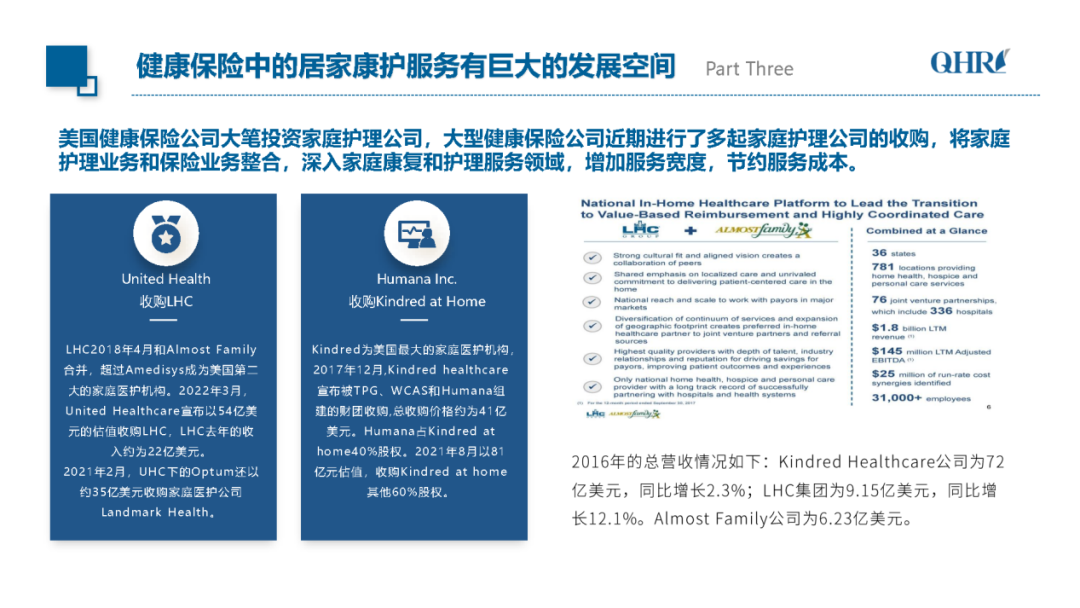 健康保险中的居家康护服务有巨大的发展空间 Part Three
QHR
美国健康保险公司大笔投资家庭护理公司，大型健康保险公司近期进行了多起家庭护理公司的收购，将家庭
护理业务和保险业务整合，深入家庭康复和护理服务领域，增加服务宽度，节约服务成本。
United Health
收购LHC
LHC2018年4月和Almost Family
合并，超过Amedisys成为美国第二
大的家庭医护机构。2022年3月，
United Healthcare宣布以54亿美
元的估值收购LHC，LHC去年的收
入约为22亿美元。
2021年2月，UHC下的Optum还以
约35亿美元收购家庭医护公司
Landmark Health。
Humana Inc.
收购Kindred at Home
Kindred为美国最大的家庭医护机构，
2017年12月,Kindred healthcare
宣布被TPG、WCAS和Humana组
建的财团收购,总收购价格约为41亿
美元。Humana占Kindred at
home40%股权。2021年8月以81
亿元估值，收购Kindred at home
其他60%股权。
National In-Home Healthcare Platform to Lead the Transition
to Value-Based Reimbursement and Highly Coordinated Care
LHC GROUP + ALMOST family
Strong cultural fit and aligned vision creates a
collaboration of peers
Shared emphasis on localized care and unrivaled
commitment to delivering patient-centered care in the
home
National reach and scale to work with payors in major
markets
Diversification of continuum of services and expansion
of geographic footprint creates preferred in-home
healthcare partner to joint venture partners and referral
sources
Highest quality providers with depth of talent, industry
relationships and reputation for driving savings for
payors, improving patient outcomes and experiences
Only national home health, hospice and personal care
provider with a long track record of successfully
partnering with hospitals and health systems
(1) For the 12-month period ended September 30, 2017
LHC ALMOST family
Combined at a Glance
36 states
781 locations providing
home health, hospice and
personal care services
76 joint venture partnerships,
which include 336 hospitals
$1.8 billion LTM
revenue (1)
$145 million LTM Adjusted
EBITDA (1)
$25 million of run-rate cost
synergies identified
31,000+ employees
6
2016年的总营收情况如下：Kindred Healthcare公司为72
亿美元，同比增长2.3%；LHC集团为9.15亿美元，同比增
长12.1%。Almost Family公司为6.23亿美元。